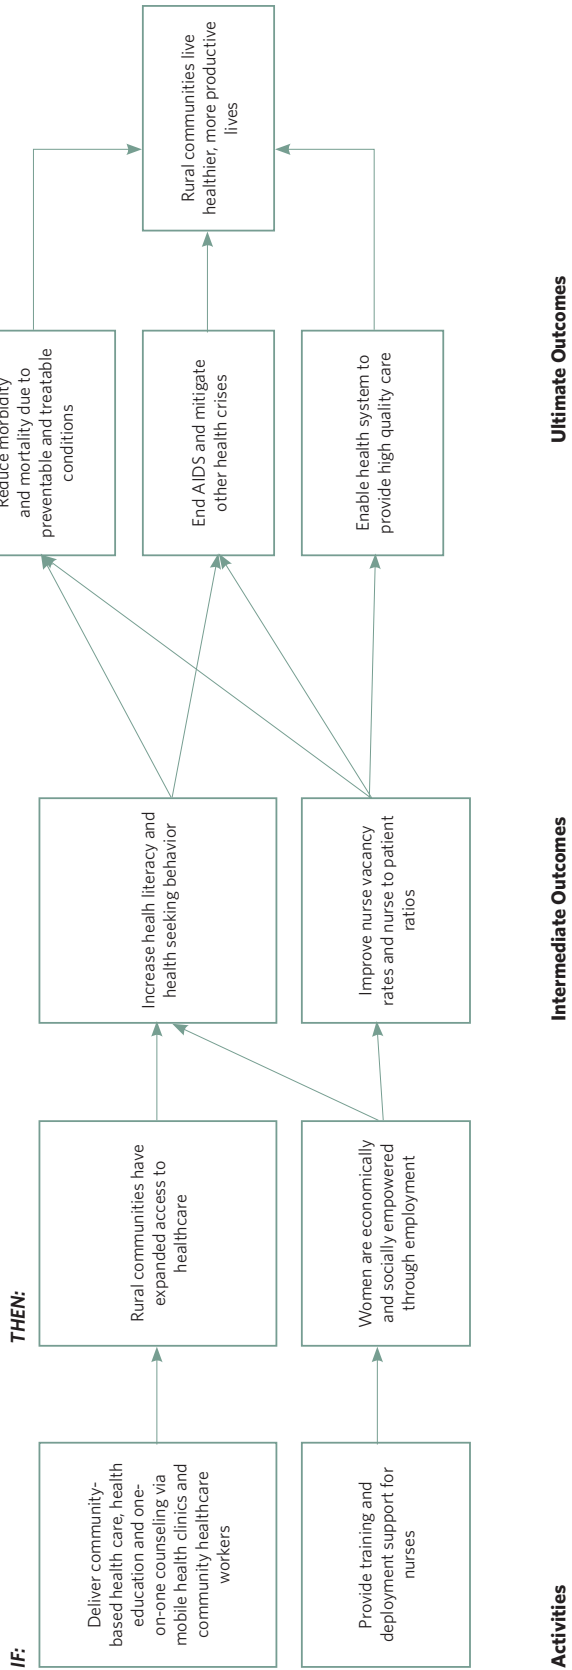 IF:
THEN:
Deliver community-
based health care, health
education and one-
on-one counseling via
mobile health clinics and
community healthcare
workers
Rural communities have
expanded access to
healthcare
Increase healh literacy and
health seeking behavior
Reduce morbidity
and mortality due to
preventable and treatable
conditions
End AIDS and mitigate
other health crises
Rural communities live
healthier, more productive
lives
Provide training and
deployment support for
nurses
Women are economically
and socially empowered
through employment
Improve nurse vacancy
rates and nurse to patient
ratios
Enable health system to
provide high quality care
Activities
Intermediate Outcomes
Ultimate Outcomes